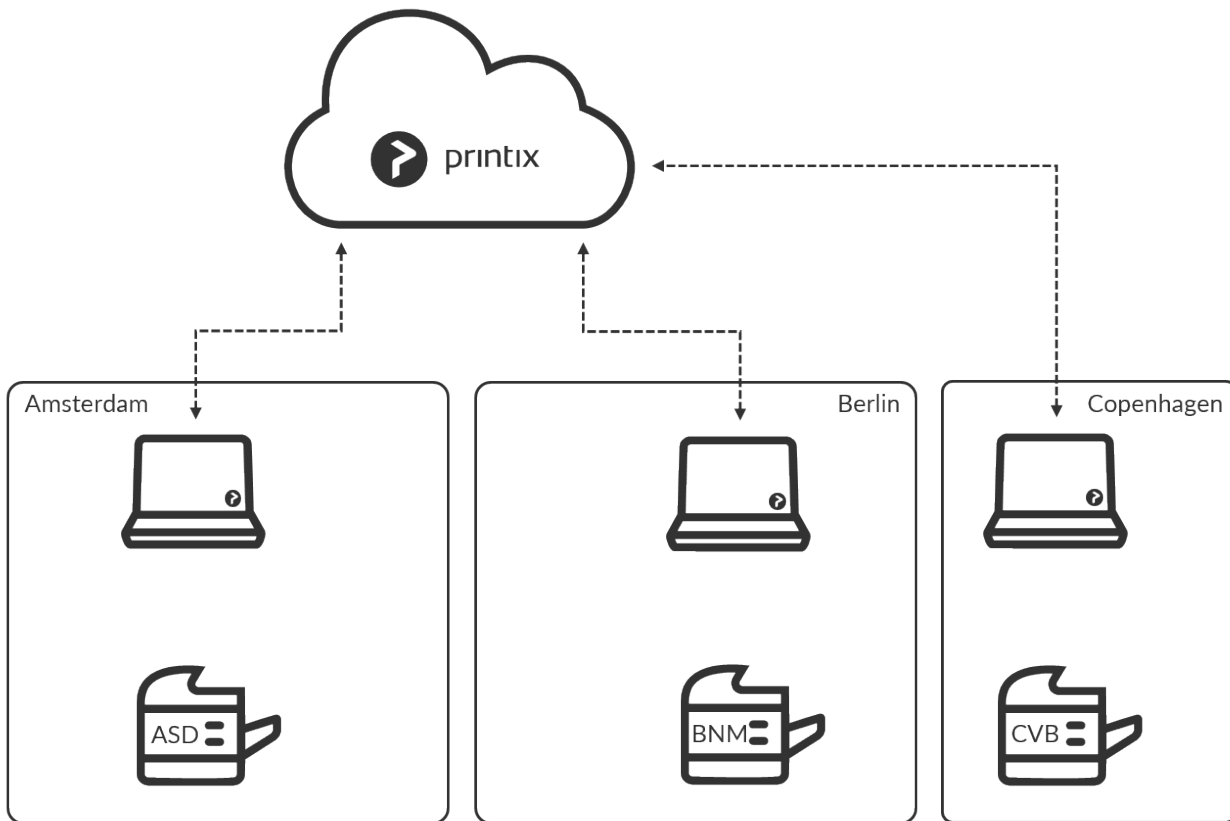 printix
Amsterdam
Berlin
Copenhagen
ASD
BNM
CVB